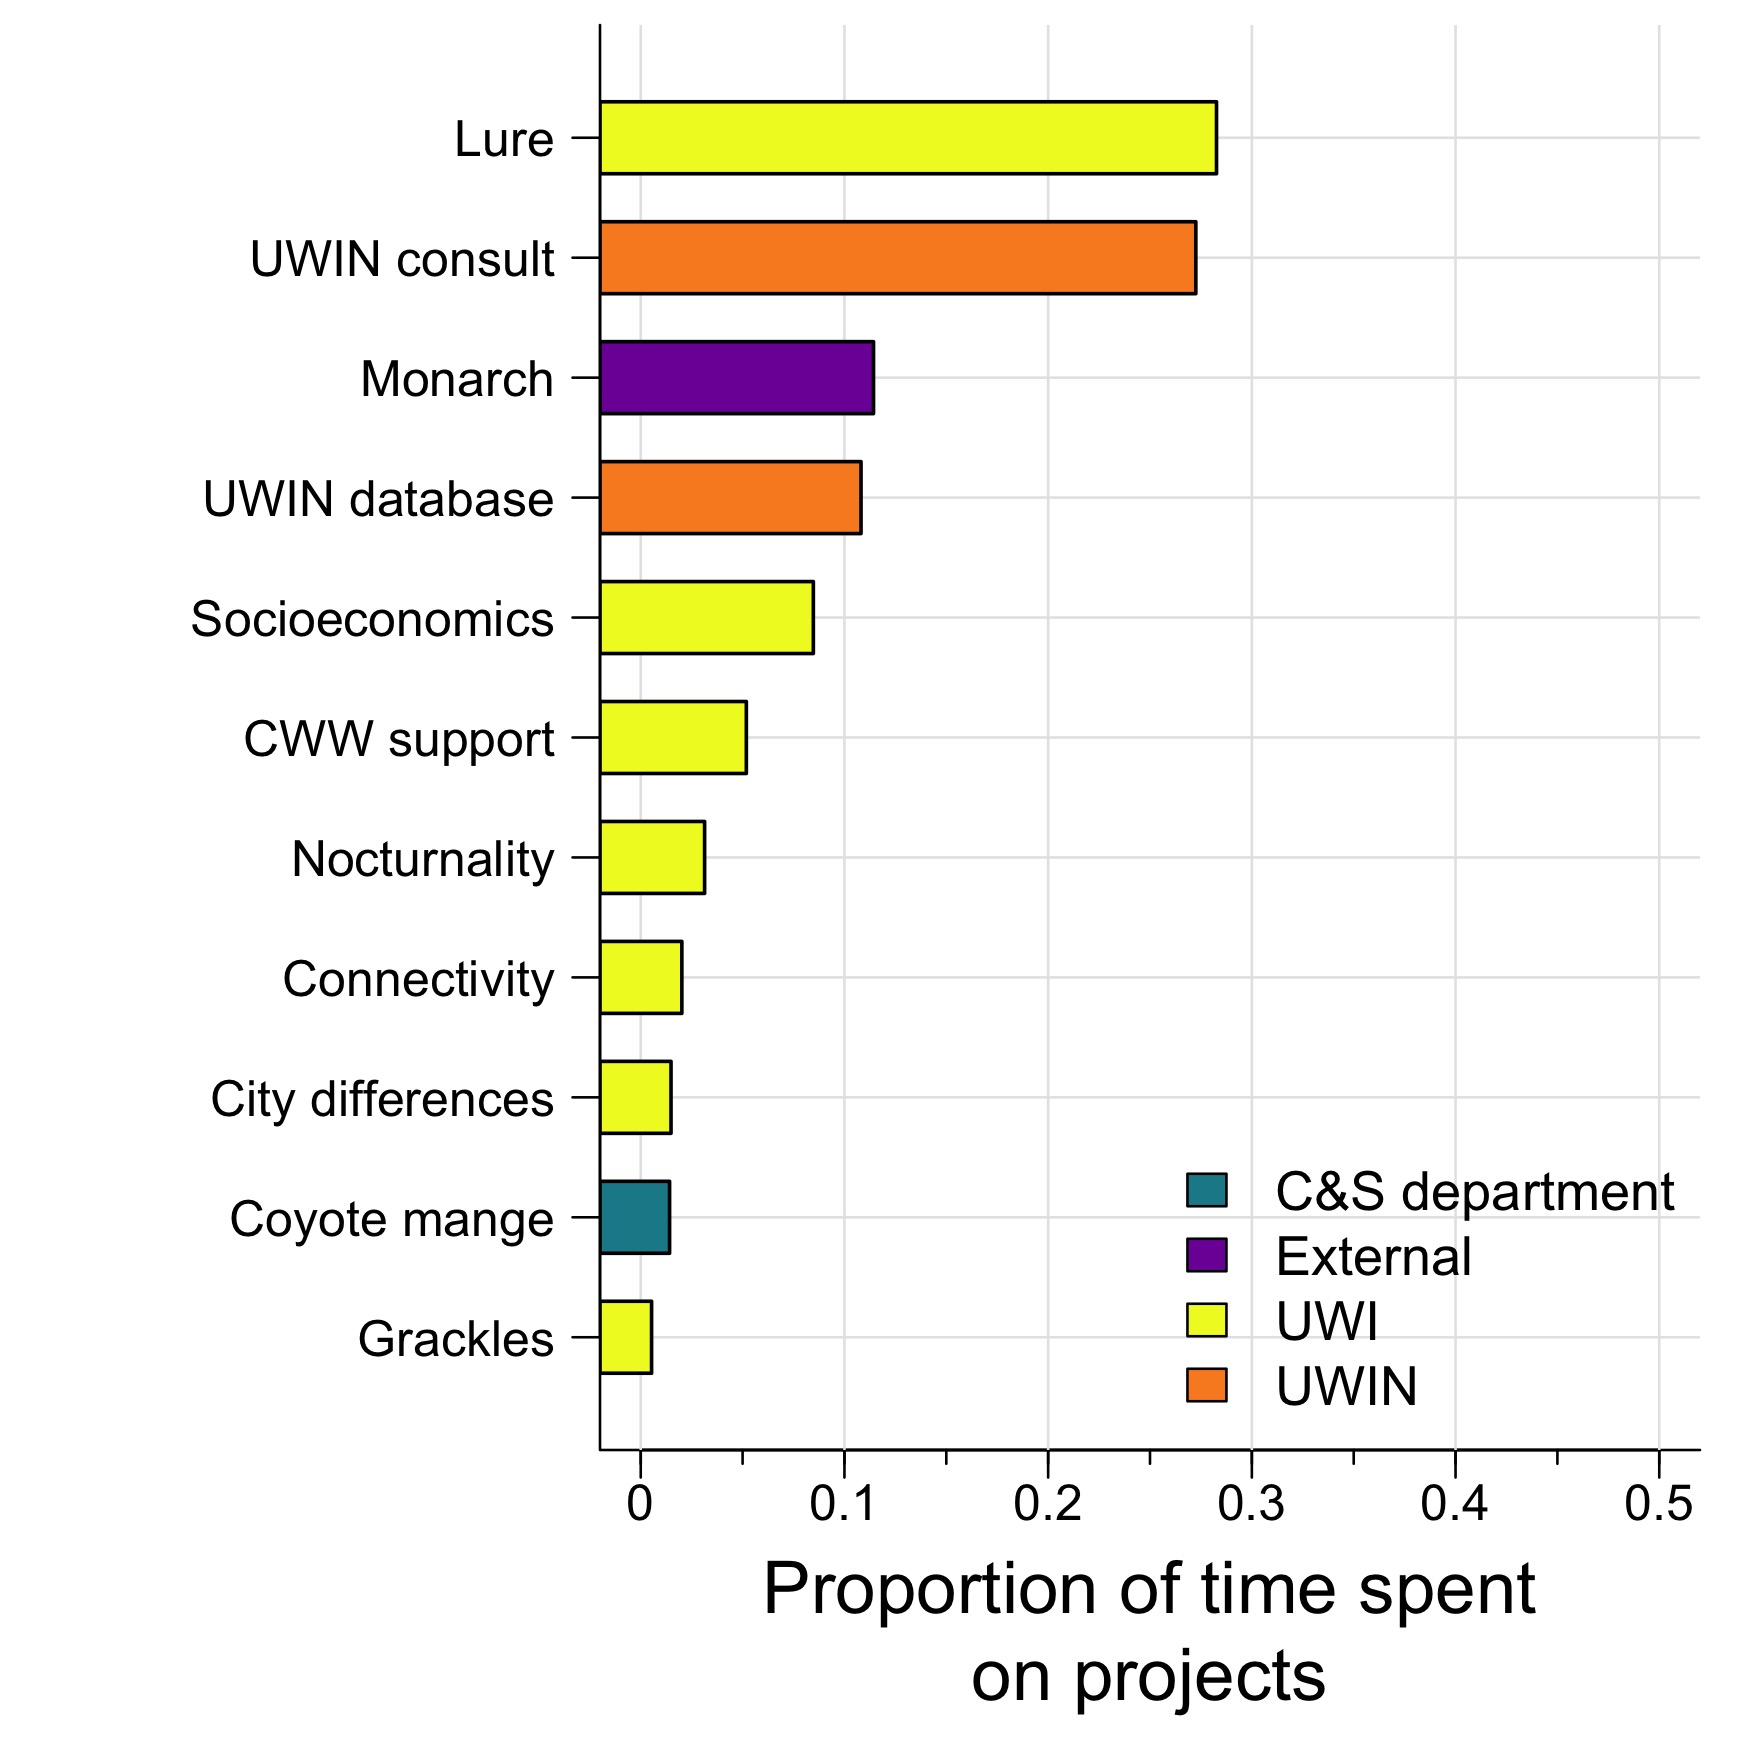 Lure
UWIN consult
Monarch
UWIN database
Socioeconomics
CWW support
Nocturnality
Connectivity
City differences
Coyote mange
Grackles
C&S department
External
UWI
UWIN
0 0.1 0.2 0.3 0.4 0.5
Proportion of time spent
on projects